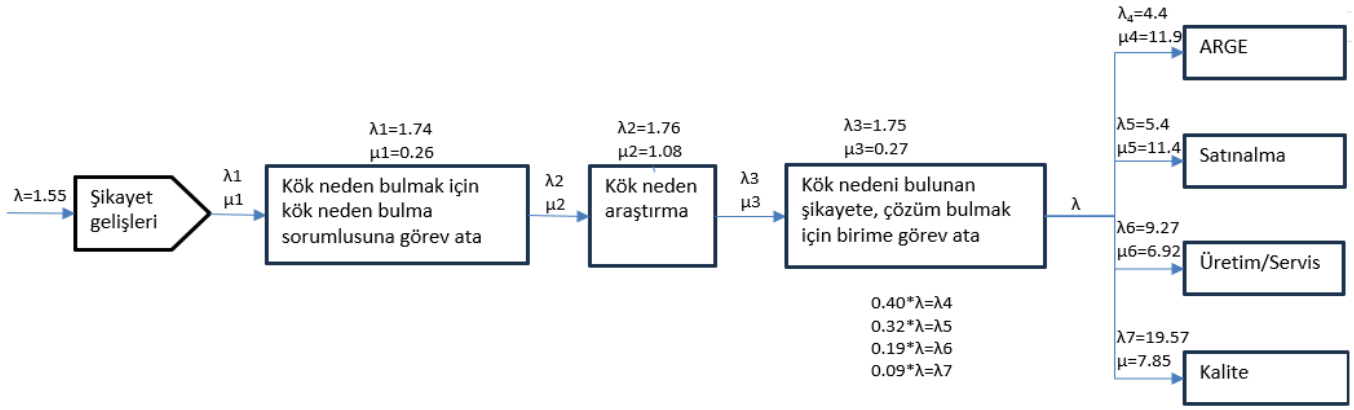 λ=1.55
Şikayet
gelişleri
λ1
μ1
λ1=1.74
μ1=0.26
Kök neden bulmak için
kök neden bulma
sorumlusuna görev ata
λ2
μ2
λ2=1.76
μ2=1.08
Kök neden
araştırma
λ3
μ3
λ3=1.75
μ3=0.27
Kök nedeni bulunan
şikayete, çözüm bulmak
için birime görev ata
λ
0.40*λ=λ4
0.32*λ=λ5
0.19*λ=λ6
0.09*λ=λ7
λ4=4.4
μ4=11.9
ARGE
λ5=5.4
μ5=11.4
Satınalma
λ6=9.27
μ6=6.92
Üretim/Servis
λ7=19.57
μ=7.85
Kalite